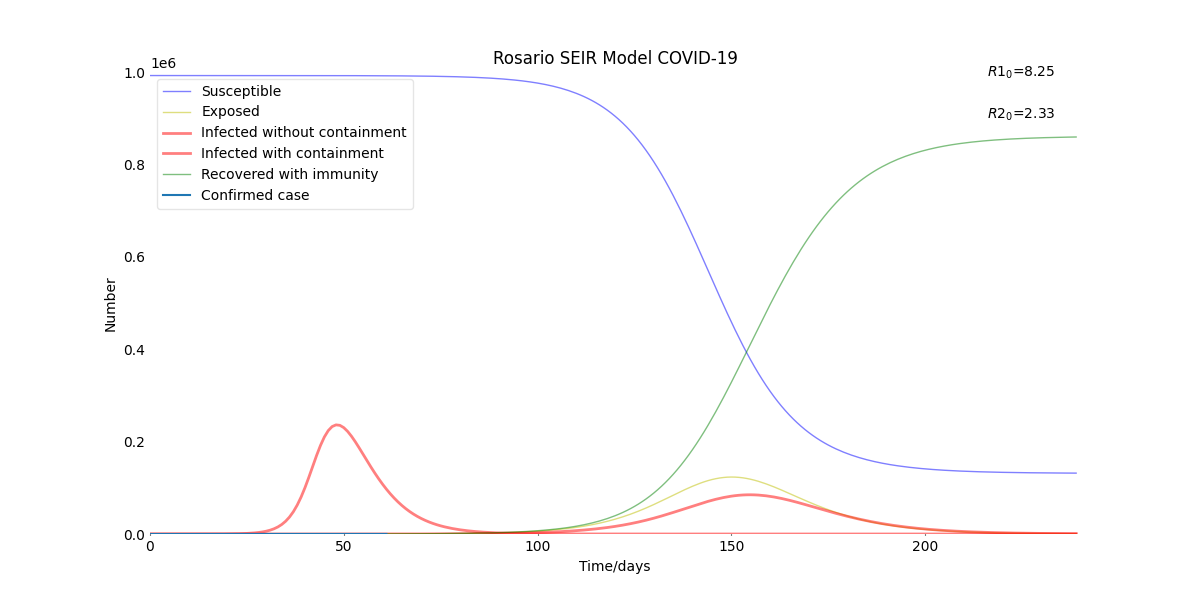 Rosario SEIR Model COVID-19
1e6
R1₀=8.25
R2₀=2.33
Susceptible
Exposed
Infected without containment
Infected with containment
Recovered with immunity
Confirmed case
Number
1.0
0.8
0.6
0.4
0.2
0.0
0 50 100 150 200
Time/days